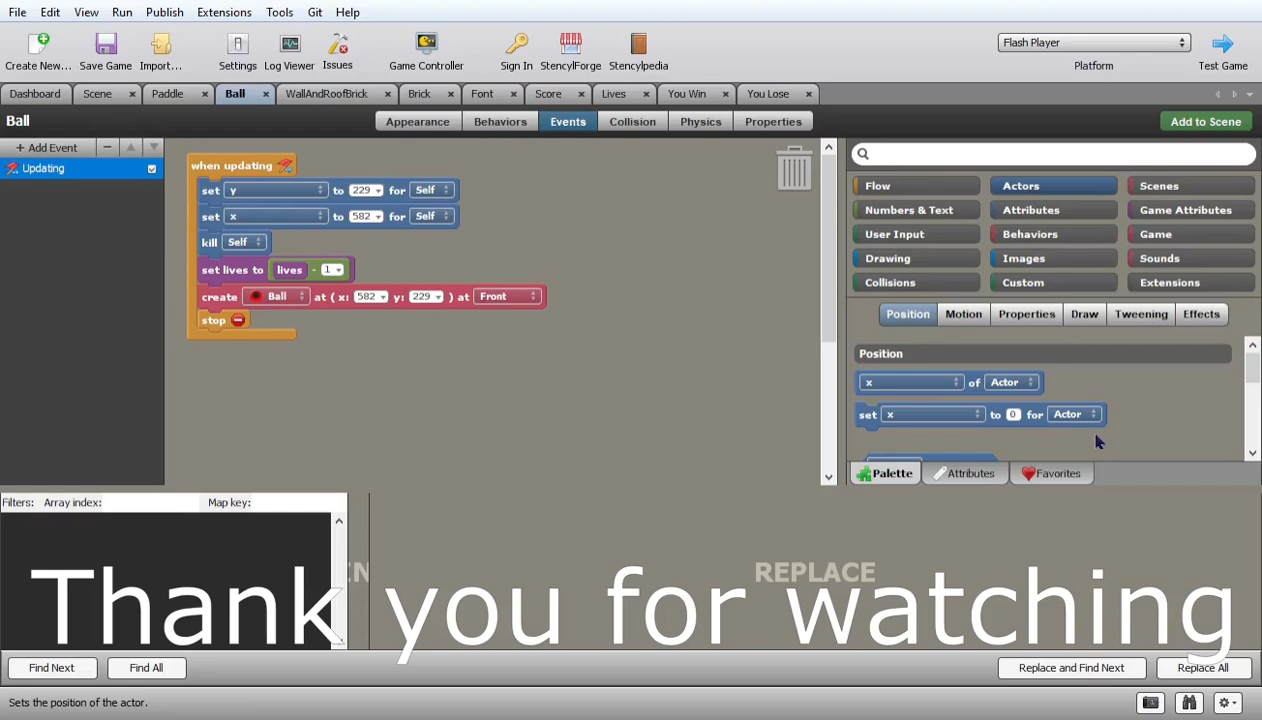 File Edit View Run Publish Extensions Tools Git Help
Create New... Save Game Import... Settings Log Viewer Issues Game Controller Sign In StencylForge Stencylpedia Flash Player Platform Test Game
Dashboard Scene Paddle Ball WallAndRoofBrick Brick Font Score Lives You Win You Lose
Ball Appearance Behaviors Events Collision Physics Properties Add to Scene
+ Add Event
Updating
when updating
set y to 229 for Self
set x to 582 for Self
kill Self
set lives to lives - 1
create Ball at ( x: 582 y: 229 ) at Front
stop
Flow Actors Scenes
Numbers & Text Attributes Game Attributes
User Input Behaviors Game
Drawing Images Sounds
Collisions Custom Extensions
Position Motion Properties Draw Tweening Effects
Position
x of Actor
set x to 0 for Actor
Palette Attributes Favorites
Filters: Array index: Map key:
REPLACE
Thank you for watching
Find Next Find All Replace and Find Next Replace All
Sets the position of the actor.